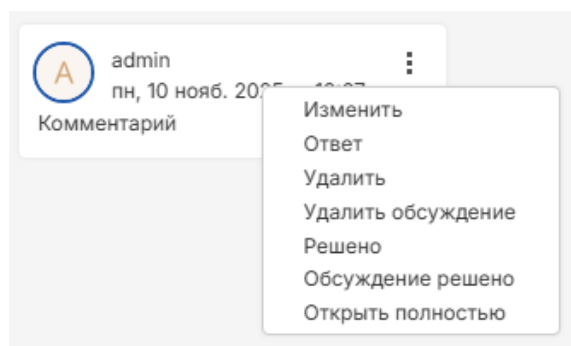 A
admin
пн, 10 нояб.
Комментарий
Изменить
Ответ
Удалить
Удалить обсуждение
Решено
Обсуждение решено
Открыть полностью